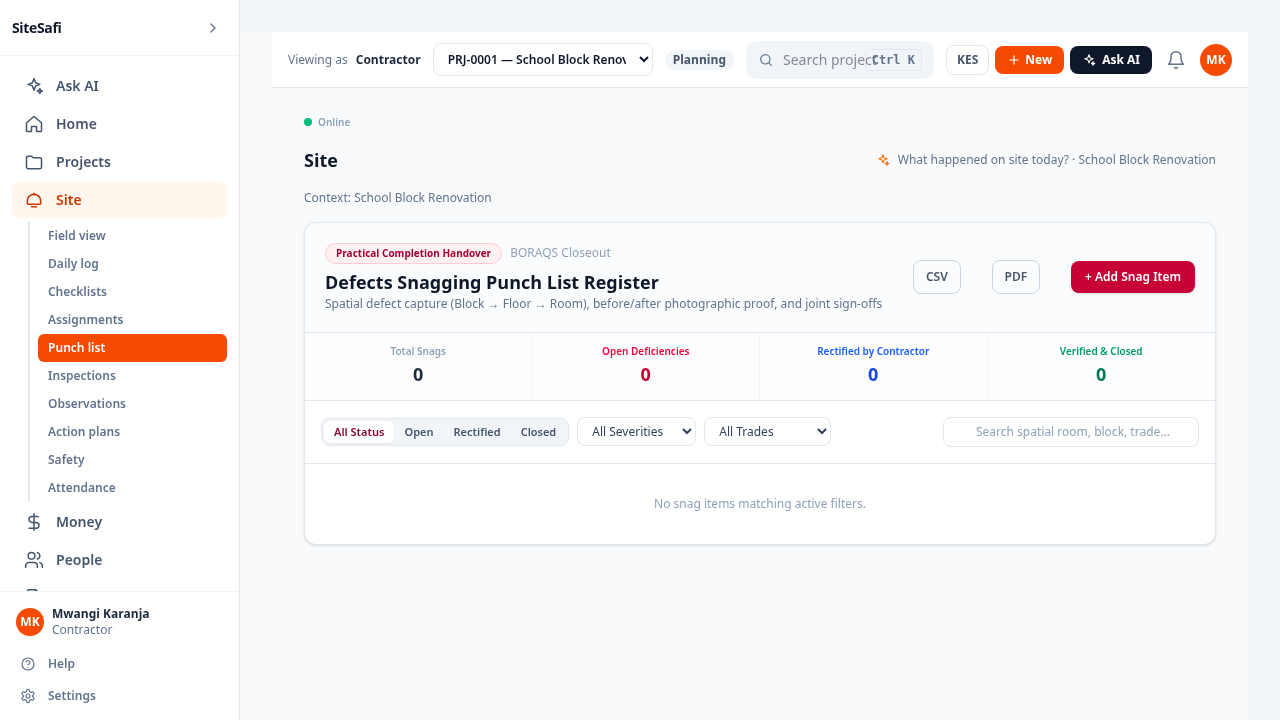 SiteSafi
Ask AI
Home
Projects
Site
Field view
Daily log
Checklists
Assignments
Punch list
Inspections
Observations
Action plans
Safety
Attendance
Money
People
MK
Mwangi Karanja
Contractor
Help
Settings
Viewing as Contractor
PRJ-0001 — School Block Renov
Planning
Search project
Ctrl K
KES
New
Ask AI
MK
Online
Site
What happened on site today? · School Block Renovation
Context: School Block Renovation
Practical Completion Handover
BORAQS Closeout
Defects Snagging Punch List Register
Spatial defect capture (Block → Floor → Room), before/after photographic proof, and joint sign-offs
CSV
PDF
+ Add Snag Item
Total Snags
0
Open Deficiencies
0
Rectified by Contractor
0
Verified & Closed
0
All Status
Open
Rectified
Closed
All Severities
All Trades
Search spatial room, block, trade...
No snag items matching active filters.